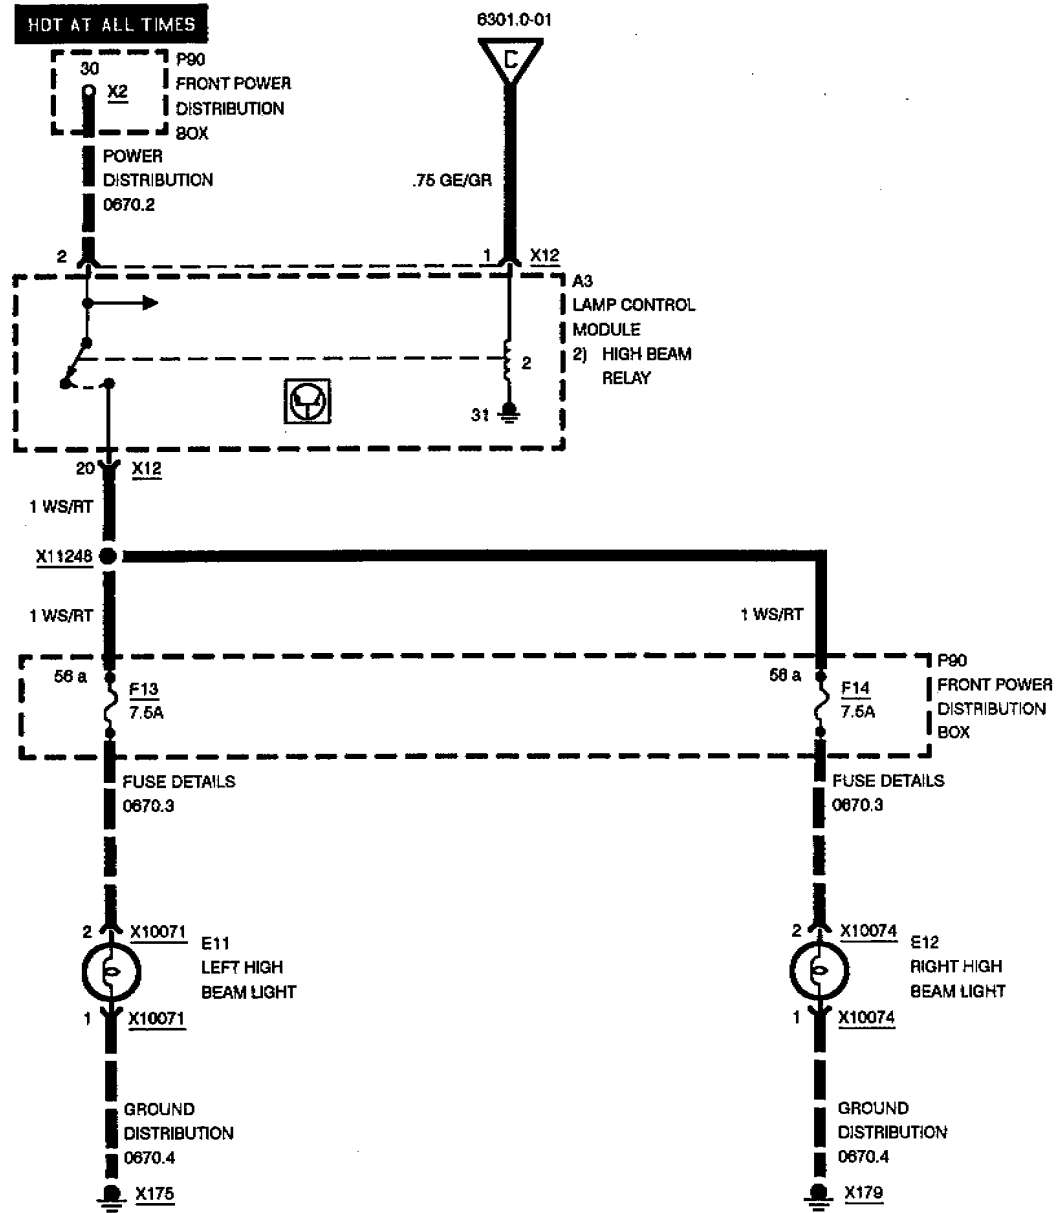 HOT AT ALL TIMES
6301.0-01
C
30
X2
P90
FRONT POWER
DISTRIBUTION
BOX
POWER
DISTRIBUTION
0670.2
.75 GE/GR
2
1
X12
A3
LAMP CONTROL
MODULE
2) HIGH BEAM
RELAY
2
31
20
X12
1 WS/RT
X11248
1 WS/RT
1 WS/RT
56 a
F13
7.5A
56 a
F14
7.5A
P90
FRONT POWER
DISTRIBUTION
BOX
FUSE DETAILS
0670.3
FUSE DETAILS
0670.3
2
X10071
E11
LEFT HIGH
BEAM LIGHT
1
X10071
2
X10074
E12
RIGHT HIGH
BEAM LIGHT
1
X10074
GROUND
DISTRIBUTION
0670.4
GROUND
DISTRIBUTION
0670.4
X175
X179